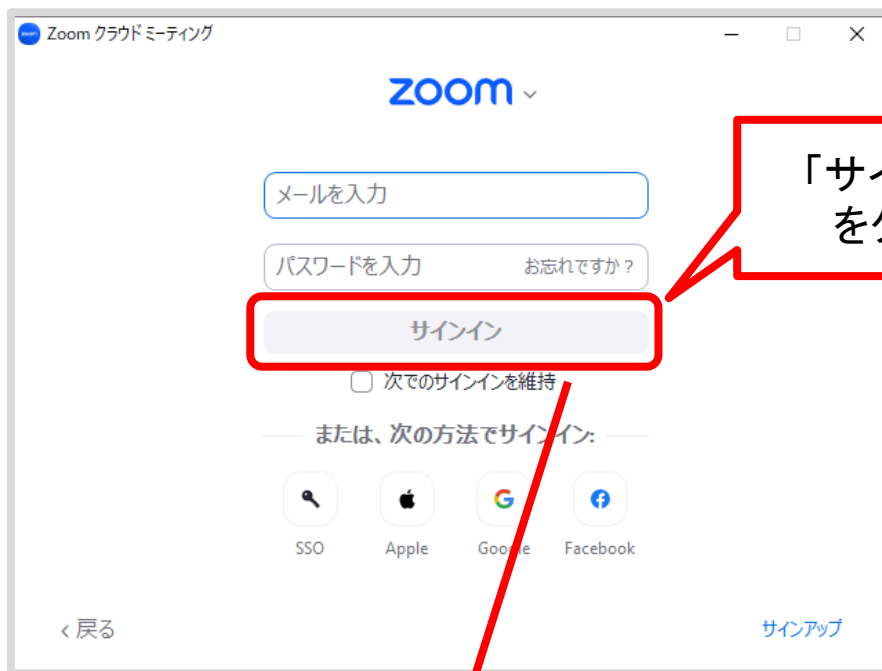 Zoom クラウド ミーティング
zoom
メールを入力
パスワードを入力 お忘れですか？
サインイン
次でのサインインを維持
または、次の方法でサインイン:
SSO Apple Google Facebook
戻る
サインアップ
「サイ
をク